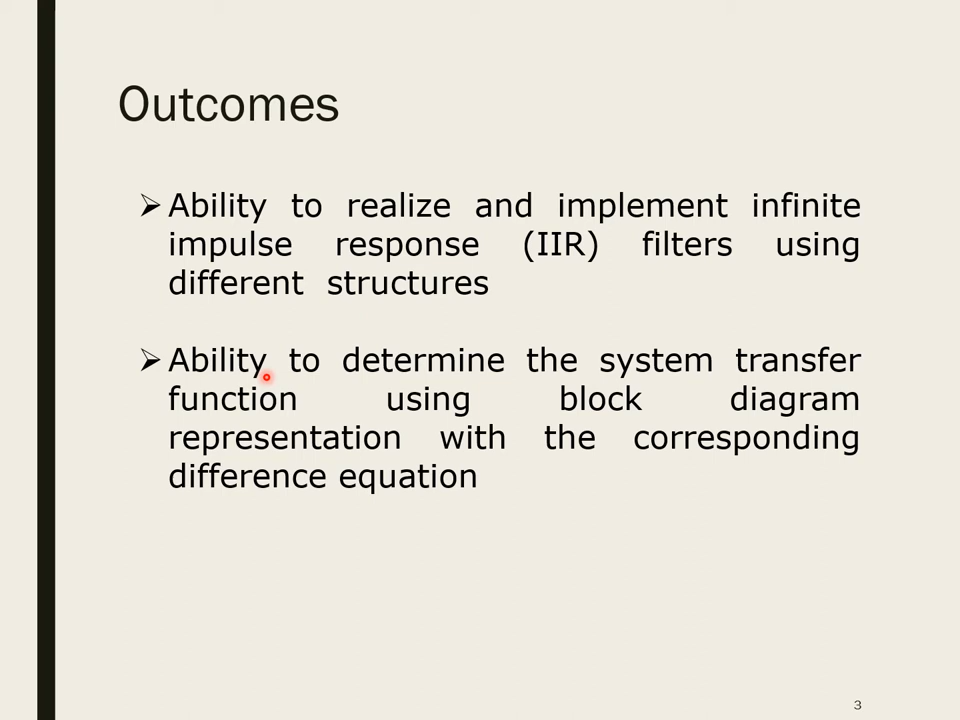 Outcomes
➢ Ability to realize and implement infinite
impulse response (IIR) filters using
different structures
➢ Ability to determine the system transfer
function using block diagram
representation with the corresponding
difference equation
3